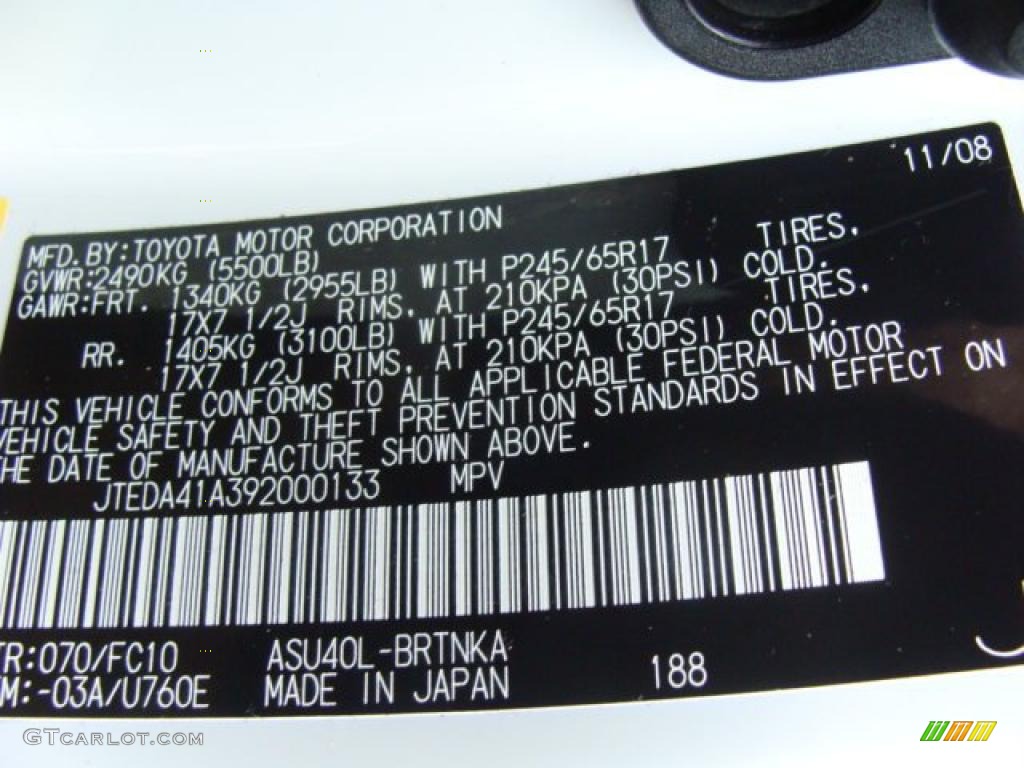 11/08
MFD.BY:TOYOTA MOTOR CORPORATION
GVWR:2490KG (5500LB)
GAWR:FRT. 1340KG (2955LB) WITH P245/65R17 TIRES,
17X7 1/2J RIMS, AT 210KPA (30PSI) COLD.
RR. 1405KG (3100LB) WITH P245/65R17 TIRES,
17X7 1/2J RIMS, AT 210KPA (30PSI) COLD.
THIS VEHICLE CONFORMS TO ALL APPLICABLE FEDERAL MOTOR
VEHICLE SAFETY AND THEFT PREVENTION STANDARDS IN EFFECT ON
THE DATE OF MANUFACTURE SHOWN ABOVE.
JTEDA41A392000133 MPV
TR:070/FC10 ASU40L-BRTNKA
M:-03A/U760E MADE IN JAPAN 188
GTCARLOT.COM